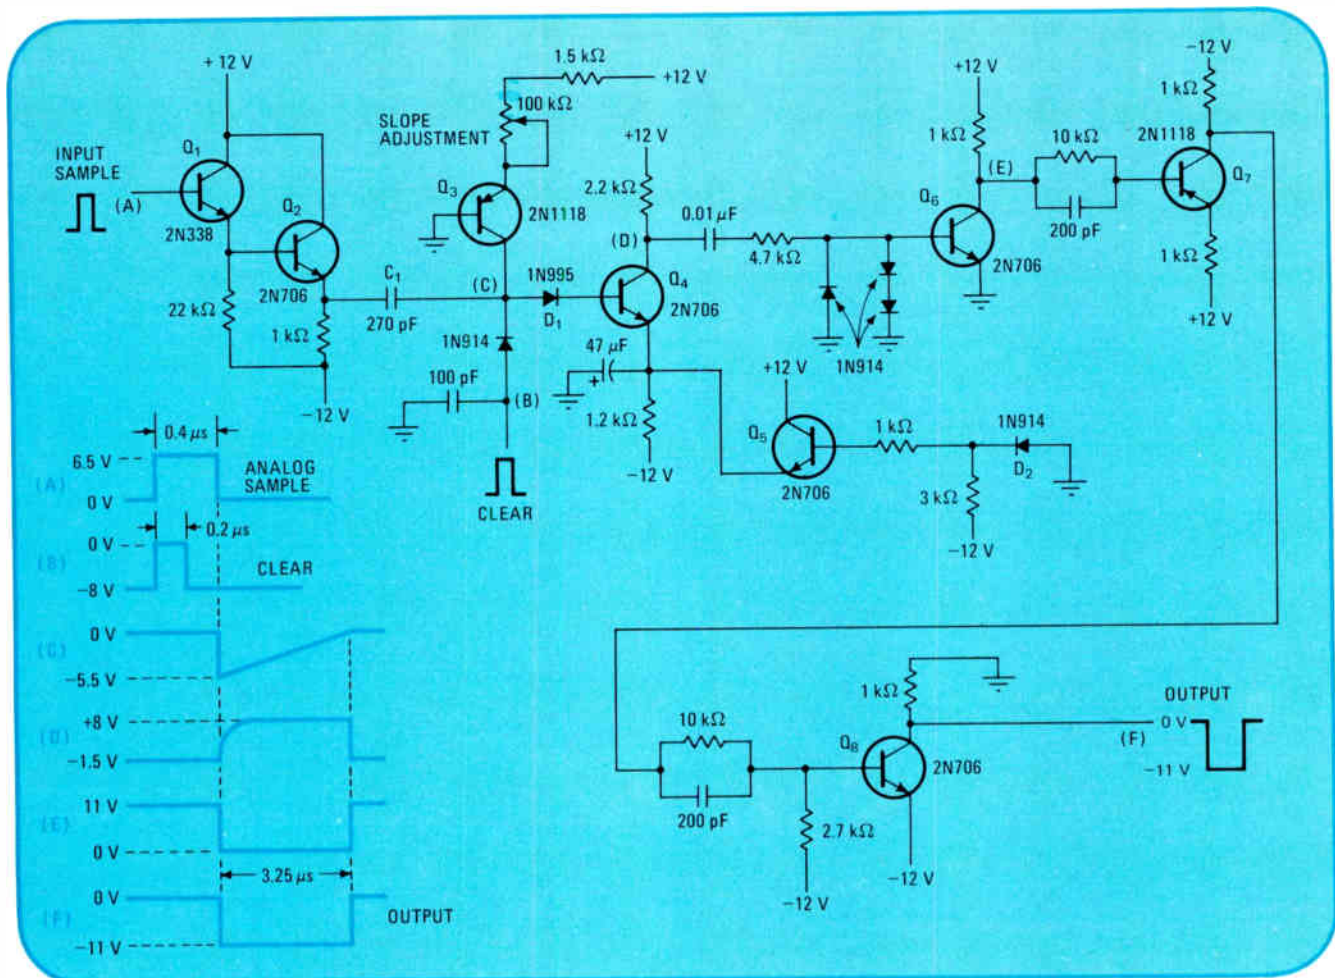 +12 V
INPUT
SAMPLE
(A)
Q1
2N338
Q2
2N706
22 kΩ
1 kΩ
−12 V
C1
270 pF
1.5 kΩ
+12 V
100 kΩ
SLOPE
ADJUSTMENT
Q3
2N1118
(C)
1N995
D1
1N914
100 pF
(B)
CLEAR
+12 V
2.2 kΩ
(D)
Q4
2N706
47 µF
+
1.2 kΩ
−12 V
0.01 µF
4.7 kΩ
1N914
+12 V
Q5
2N706
1 kΩ
3 kΩ
−12 V
1N914
D2
+12 V
1 kΩ
(E)
Q6
2N706
10 kΩ
200 pF
−12 V
1 kΩ
2N1118
Q7
1 kΩ
+12 V
10 kΩ
200 pF
2.7 kΩ
−12 V
Q8
1 kΩ
2N706
−12 V
(F)
OUTPUT
0 V
−11 V
0.4 µs
(A)
6.5 V
0 V
ANALOG
SAMPLE
0.2 µs
(B)
0 V
−8 V
CLEAR
(C)
0 V
−5.5 V
(D)
+8 V
−1.5 V
(E)
11 V
0 V
3.25 µs
(F)
0 V
−11 V
OUTPUT